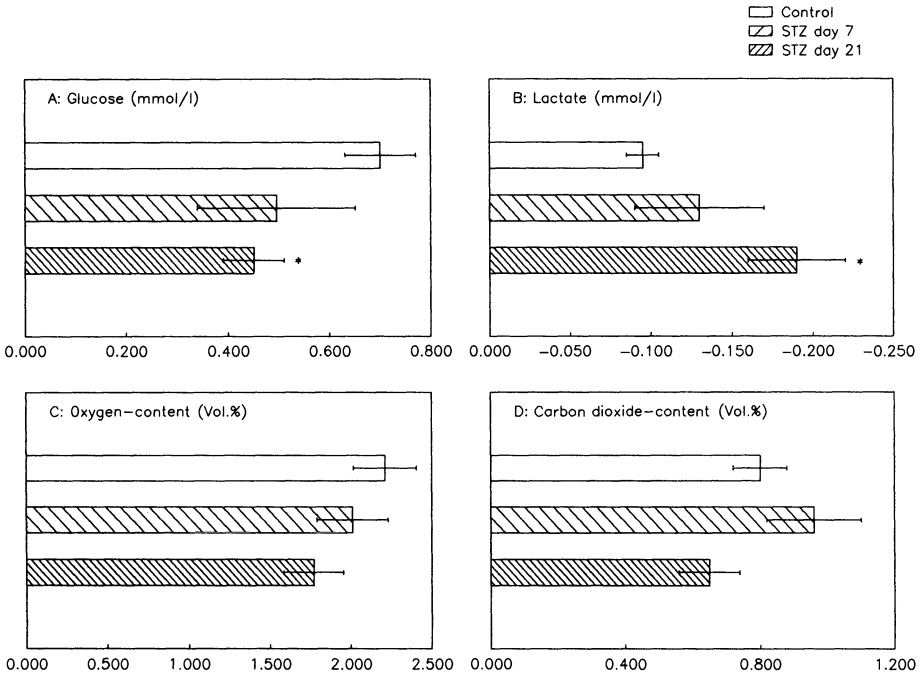 Control
STZ day 7
STZ day 21
A: Glucose (mmol/l)
*
0.000 0.200 0.400 0.600 0.800
B: Lactate (mmol/l)
*
0.000 −0.050 −0.100 −0.150 −0.200 −0.250
C: Oxygen−content (Vol.%)
0.000 0.500 1.000 1.500 2.000 2.500
D: Carbon dioxide−content (Vol.%)
0.000 0.400 0.800 1.200